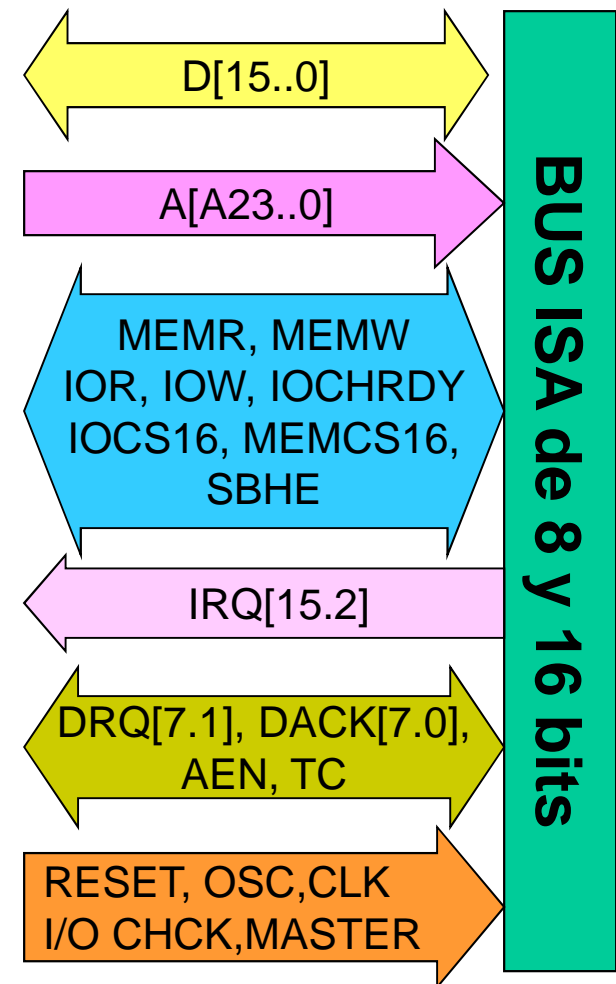 D[15..0]
A[A23..0]
MEMR, MEMW
IOR, IOW, IOCHRDY
IOCS16, MEMCS16,
SBHE
IRQ[15.2]
DRQ[7.1], DACK[7.0],
AEN, TC
RESET, OSC,CLK
I/O CHCK,MASTER
BUS ISA de 8 y 16 bits